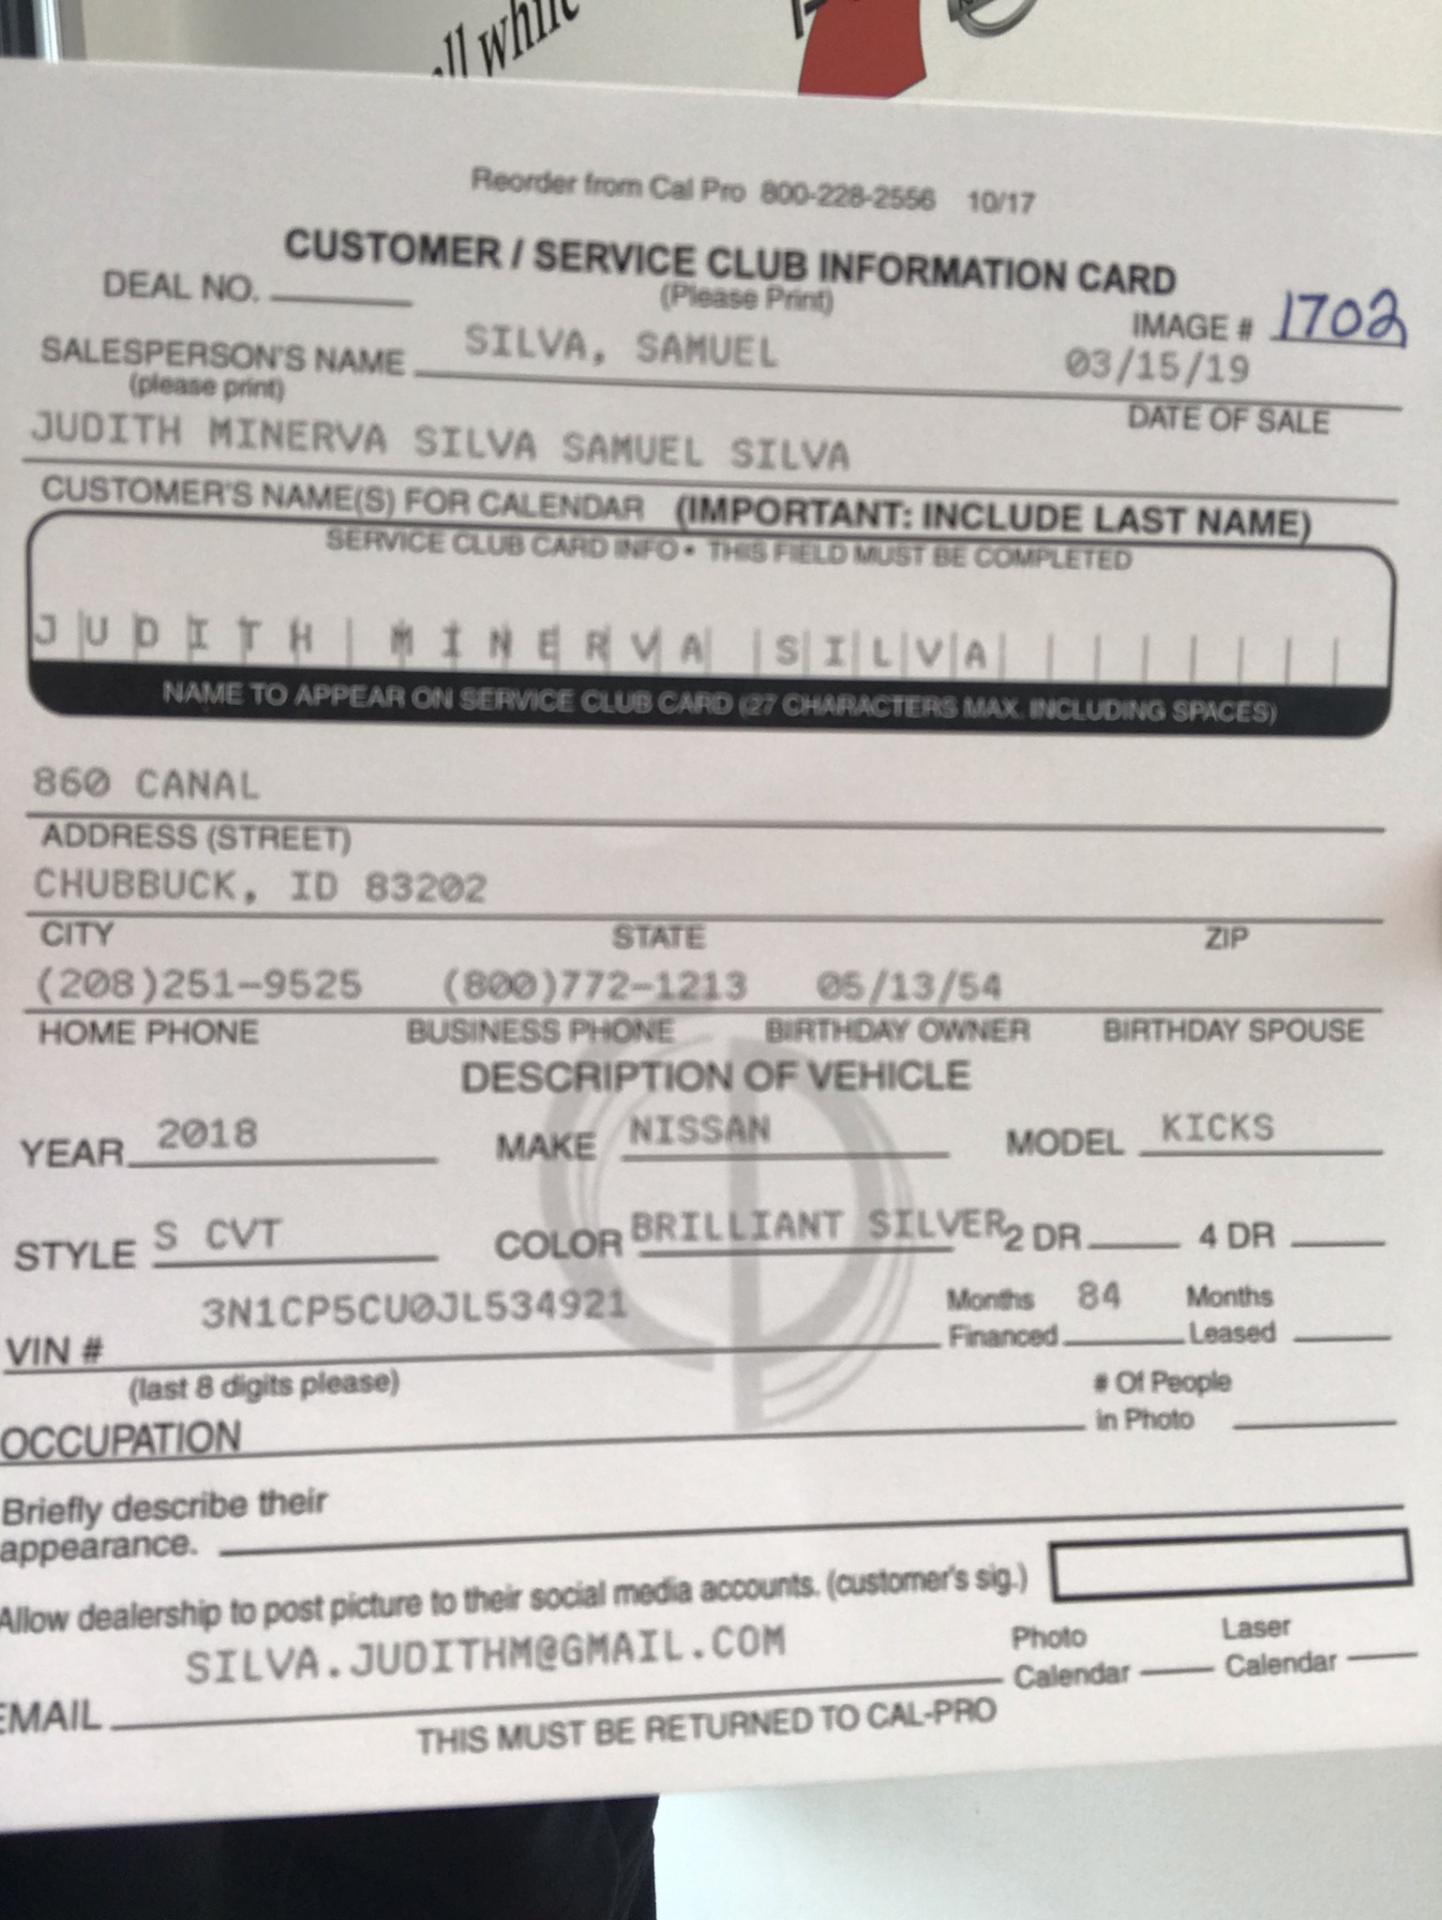 ll while
Reorder from Cal Pro 800-228-2556 10/17
CUSTOMER / SERVICE CLUB INFORMATION CARD
(Please Print)
DEAL NO.
IMAGE # 1702
SALESPERSON'S NAME SILVA, SAMUEL 03/15/19
(please print) DATE OF SALE
JUDITH MINERVA SILVA SAMUEL SILVA
CUSTOMER'S NAME(S) FOR CALENDAR (IMPORTANT: INCLUDE LAST NAME)
SERVICE CLUB CARD INFO • THIS FIELD MUST BE COMPLETED
JUDITH MINERVA SILVA
NAME TO APPEAR ON SERVICE CLUB CARD (27 CHARACTERS MAX. INCLUDING SPACES)
860 CANAL
ADDRESS (STREET)
CHUBBUCK, ID 83202
CITY STATE ZIP
(208)251-9525 (800)772-1213 05/13/54
HOME PHONE BUSINESS PHONE BIRTHDAY OWNER BIRTHDAY SPOUSE
DESCRIPTION OF VEHICLE
YEAR 2018 MAKE NISSAN MODEL KICKS
STYLE S CVT COLOR BRILLIANT SILVER 2 DR 4 DR
VIN # 3N1CP5CU0JL534921 Months Financed 84 Months Leased
(last 8 digits please)
OCCUPATION # Of People in Photo
Briefly describe their
appearance.
Allow dealership to post picture to their social media accounts. (customer's sig.)
EMAIL SILVA.JUDITHM@GMAIL.COM Photo Calendar Laser Calendar
THIS MUST BE RETURNED TO CAL-PRO